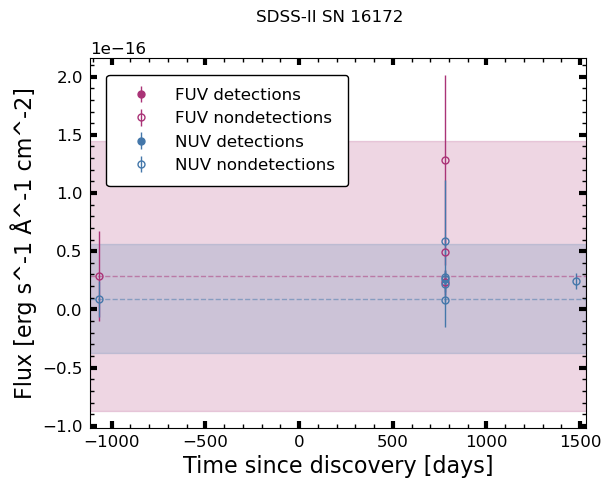 SDSS-II SN 16172
1e−16
FUV detections
FUV nondetections
NUV detections
NUV nondetections
2.0
1.5
1.0
0.5
0.0
−0.5
−1.0
Flux [erg s^-1 Å^-1 cm^-2]
−1000 −500 0 500 1000 1500
Time since discovery [days]